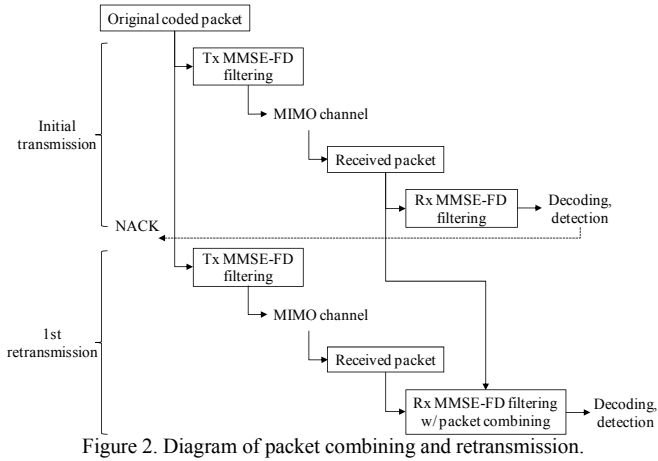 Original coded packet
Tx MMSE-FD
filtering
MIMO channel
Initial
transmission
Received packet
Rx MMSE-FD
filtering
Decoding,
detection
NACK
Tx MMSE-FD
filtering
MIMO channel
1st
retransmission
Received packet
Rx MMSE-FD filtering
w/ packet combining
Decoding,
detection
Figure 2. Diagram of packet combining and retransmission.